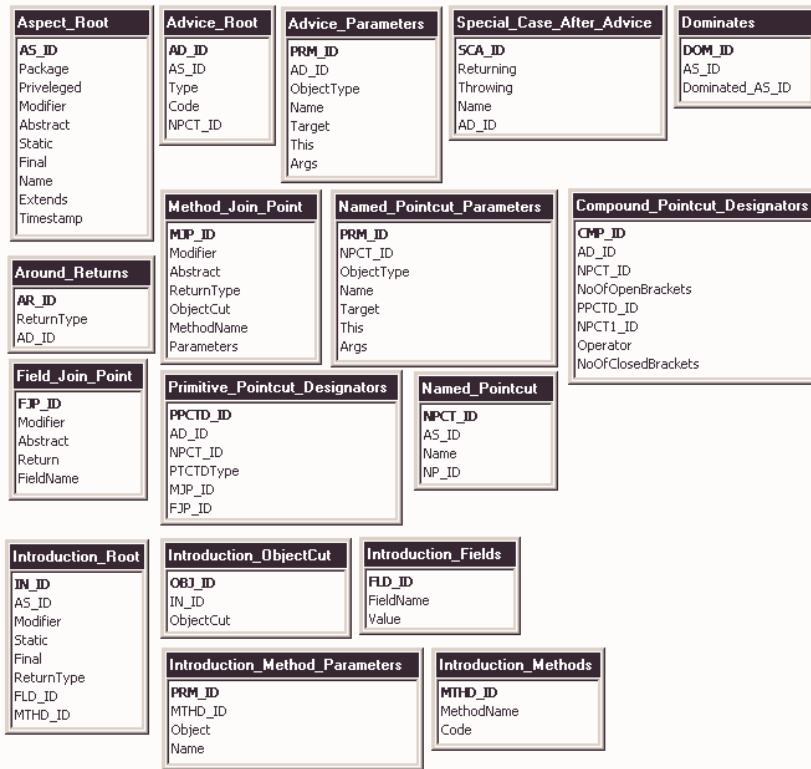 Aspect_Root
AS_ID
Package
Priveleged
Modifier
Abstract
Static
Final
Name
Extends
Timestamp
Advice_Root
AD_ID
AS_ID
Type
Code
NPCT_ID
Advice_Parameters
PRM_ID
AD_ID
ObjectType
Name
Target
This
Args
Special_Case_After_Advice
SCA_ID
Returning
Throwing
Name
AD_ID
Dominates
DOM_ID
AS_ID
Dominated_AS_ID
Around_Returns
AR_ID
ReturnType
AD_ID
Method_Join_Point
MJP_ID
Modifier
Abstract
ReturnType
ObjectCut
MethodName
Parameters
Named_Pointcut_Parameters
PRM_ID
NPCT_ID
ObjectType
Name
Target
This
Args
Compound_Pointcut_Designators
CMP_ID
AD_ID
NPCT_ID
NoOfOpenBrackets
PPCTD_ID
NPCT1_ID
Operator
NoOfClosedBrackets
Field_Join_Point
FJP_ID
Modifier
Abstract
Return
FieldName
Primitive_Pointcut_Designators
PPCTD_ID
AD_ID
NPCT_ID
PTCTDType
MJP_ID
FJP_ID
Named_Pointcut
NPCT_ID
AS_ID
Name
NP_ID
Introduction_Root
IN_ID
AS_ID
Modifier
Static
Final
ReturnType
FLD_ID
MTHD_ID
Introduction_ObjectCut
OBJ_ID
IN_ID
ObjectCut
Introduction_Fields
FLD_ID
FieldName
Value
Introduction_Method_Parameters
PRM_ID
MTHD_ID
Object
Name
Introduction_Methods
MTHD_ID
MethodName
Code